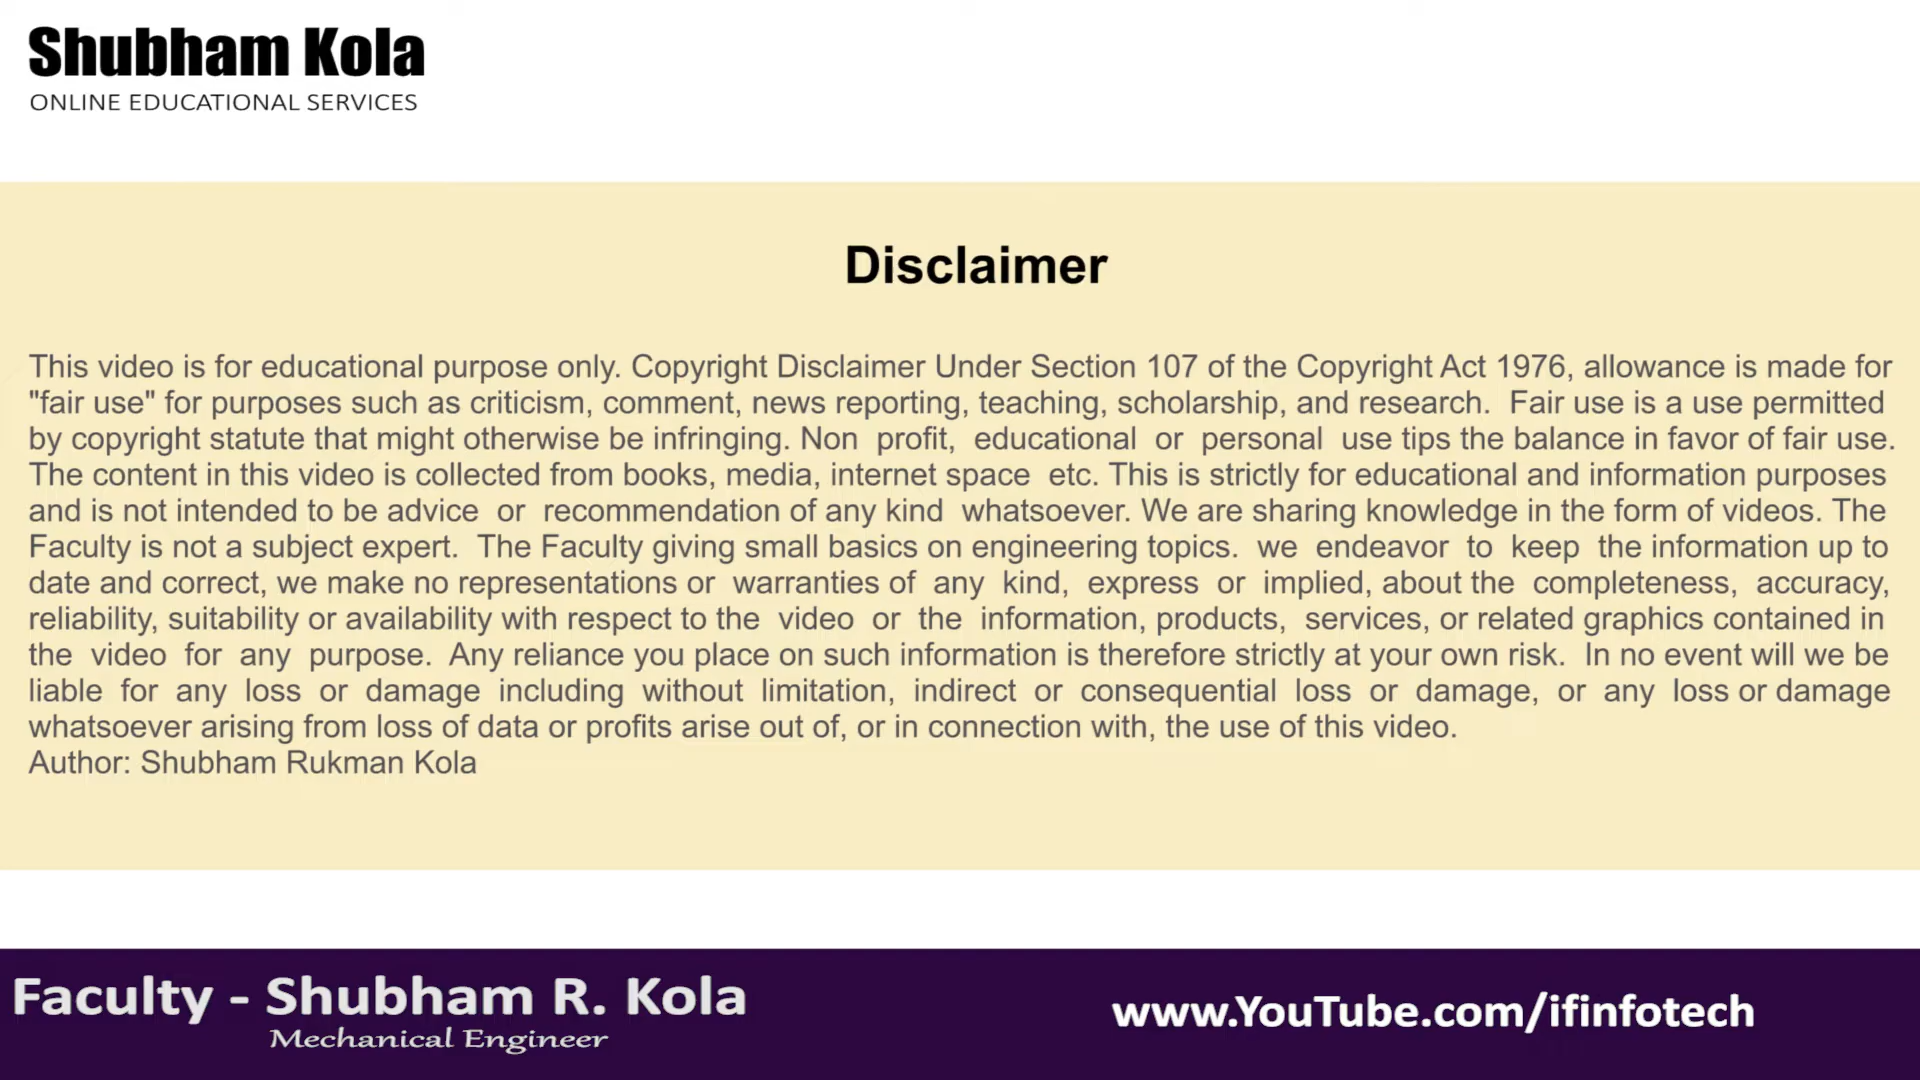 Shubham Kola
ONLINE EDUCATIONAL SERVICES
Disclaimer
This video is for educational purpose only. Copyright Disclaimer Under Section 107 of the Copyright Act 1976, allowance is made for
"fair use" for purposes such as criticism, comment, news reporting, teaching, scholarship, and research. Fair use is a use permitted
by copyright statute that might otherwise be infringing. Non profit, educational or personal use tips the balance in favor of fair use.
The content in this video is collected from books, media, internet space etc. This is strictly for educational and information purposes
and is not intended to be advice or recommendation of any kind whatsoever. We are sharing knowledge in the form of videos. The
Faculty is not a subject expert. The Faculty giving small basics on engineering topics. we endeavor to keep the information up to
date and correct, we make no representations or warranties of any kind, express or implied, about the completeness, accuracy,
reliability, suitability or availability with respect to the video or the information, products, services, or related graphics contained in
the video for any purpose. Any reliance you place on such information is therefore strictly at your own risk. In no event will we be
liable for any loss or damage including without limitation, indirect or consequential loss or damage, or any loss or damage
whatsoever arising from loss of data or profits arise out of, or in connection with, the use of this video.
Author: Shubham Rukman Kola
Faculty - Shubham R. Kola
Mechanical Engineer
www.YouTube.com/ifinfotech